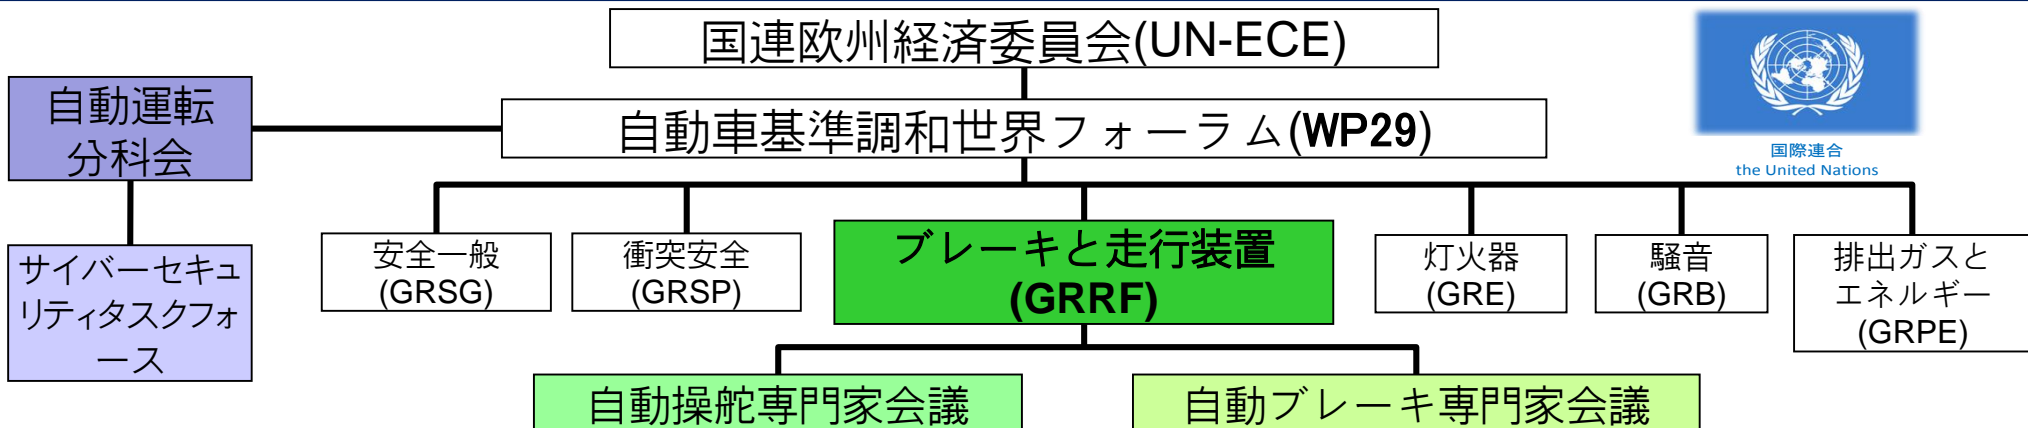 国連欧州経済委員会(UN-ECE)
自動運転
分科会
自動車基準調和世界フォーラム(WP29)
国際連合
the United Nations
サイバーセキュ
リティタスクフォ
ース
安全一般
(GRSG)
衝突安全
(GRSP)
ブレーキと走行装置
(GRRF)
灯火器
(GRE)
騒音
(GRB)
排出ガスと
エネルギー
(GRPE)
自動操舵専門家会議
自動ブレーキ専門家会議